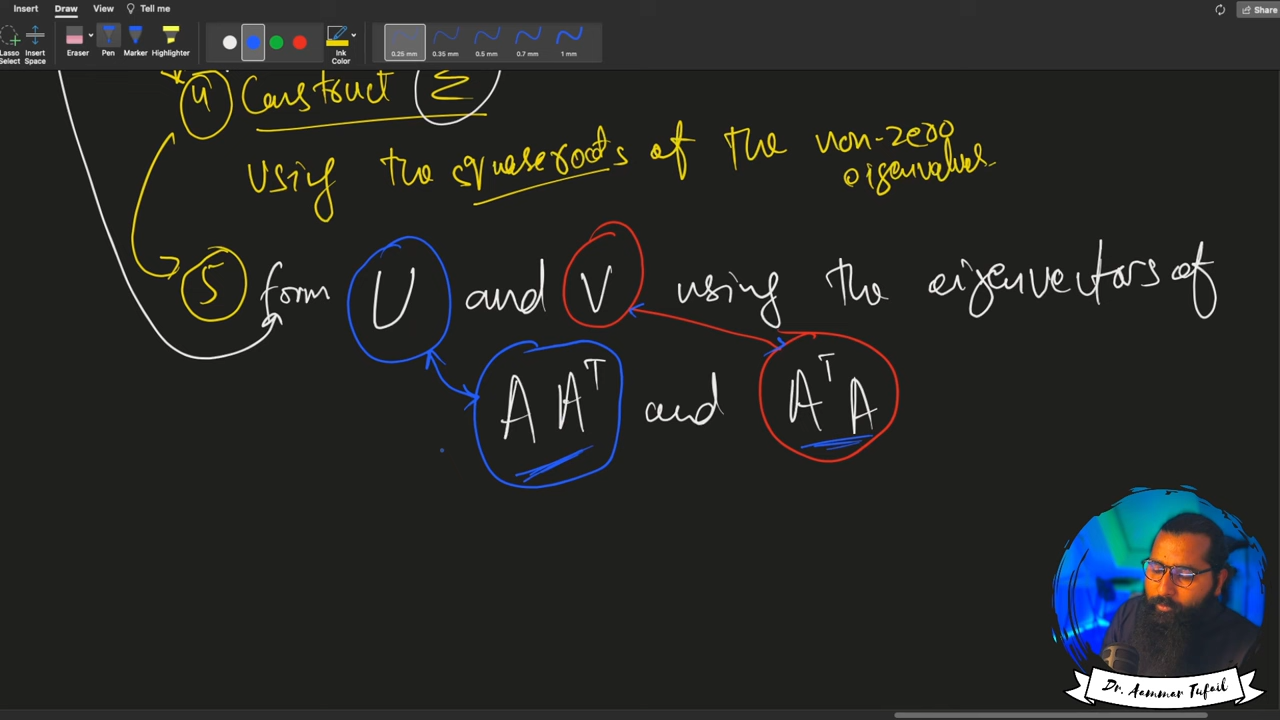 Insert Draw View Tell me
Share
Lasso Select
Insert Space
Eraser
Pen
Marker
Highlighter
Ink Color
0.25 mm 0.35 mm 0.5 mm 0.7 mm 1 mm
4 Construct Σ
using the squareroots of the non-zero
eigenvalues
5 form U and V using the eigenvectors of
A Aᵀ and Aᵀ A
Dr. Aammar Tufail